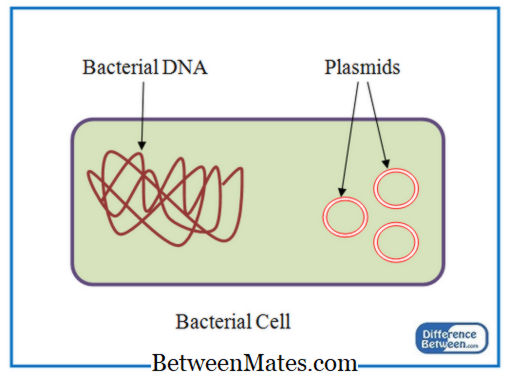 Bacterial DNA
Plasmids
Bacterial Cell
Difference
Between.com
BetweenMates.com